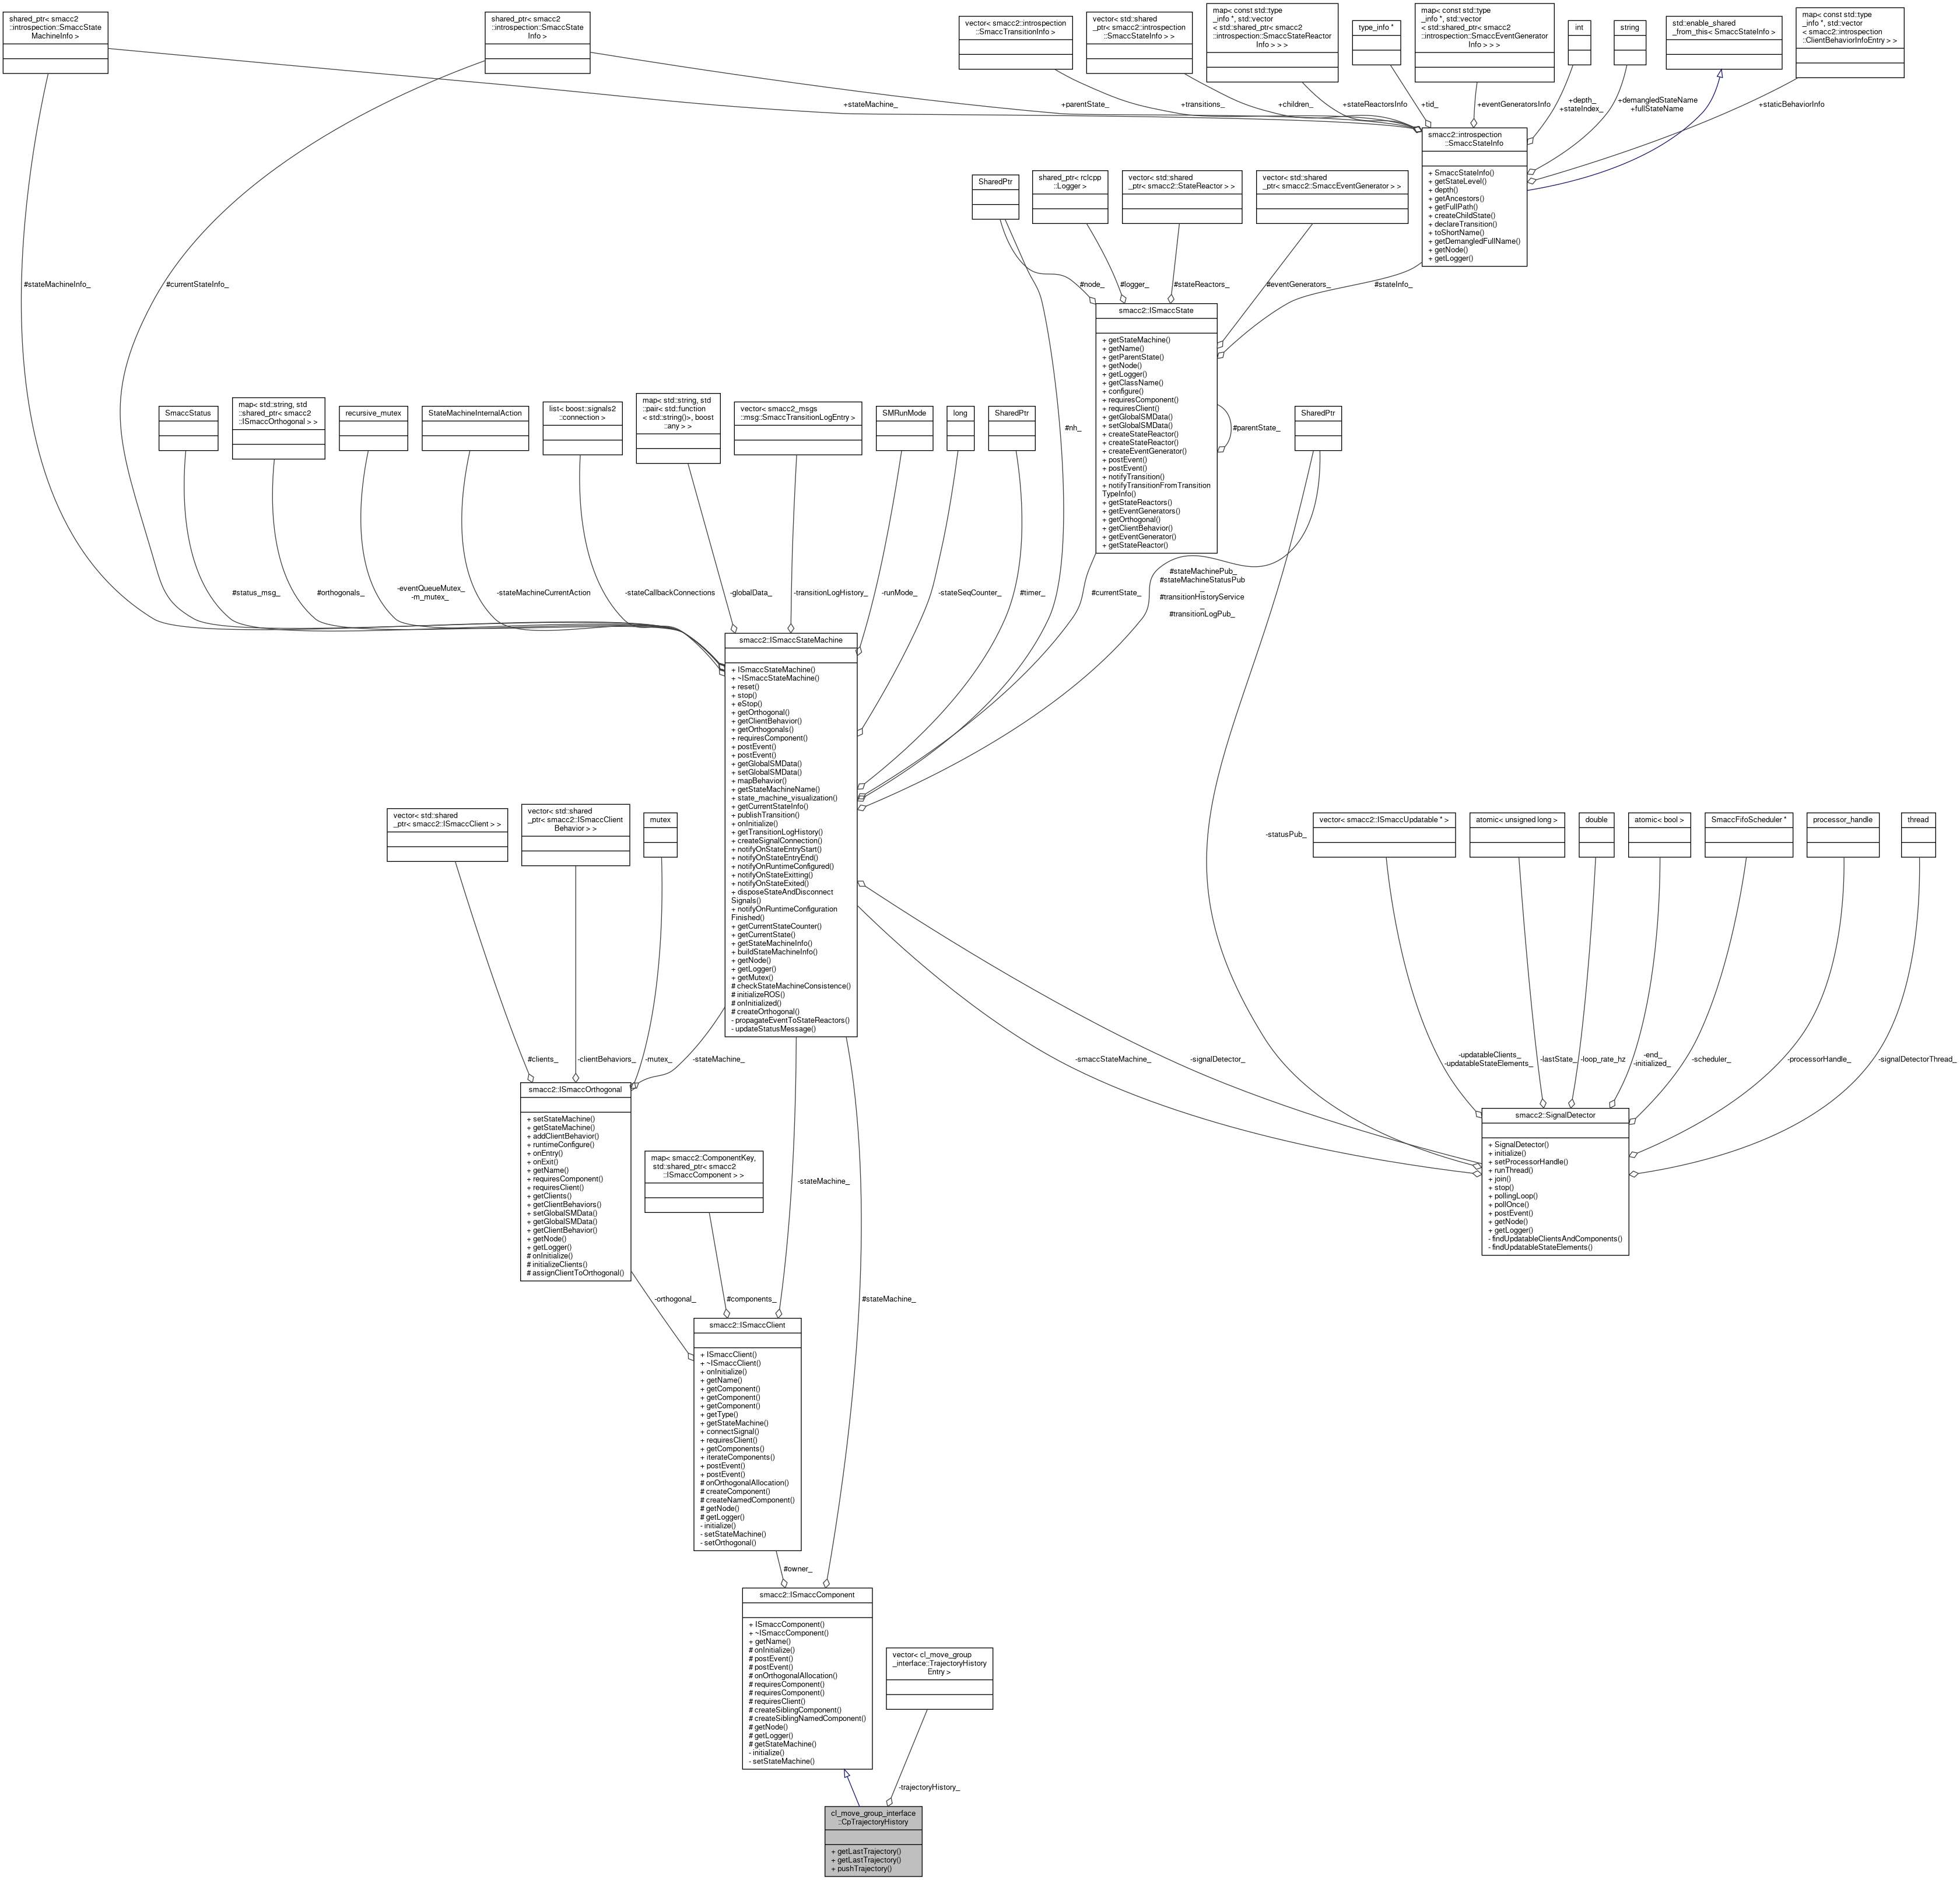 shared_ptr< smacc2
::introspection::SmaccState
MachineInfo >
shared_ptr< smacc2
::introspection::SmaccState
Info >
vector< smacc2::introspection
::SmaccTransitionInfo >
vector< std::shared
_ptr< smacc2::introspection
::SmaccStateInfo > >
map< const std::type
_info *, std::vector
< std::shared_ptr< smacc2
::introspection::SmaccStateReactor
Info > > >
type_info *
map< const std::type
_info *, std::vector
< std::shared_ptr< smacc2
::introspection::SmaccEventGenerator
Info > > >
int
string
std::enable_shared
_from_this< SmaccStateInfo >
map< const std::type
_info *, std::vector
< smacc2::introspection
::ClientBehaviorInfoEntry > >
+stateMachine_
+parentState_
+transitions_
+children_
+stateReactorsInfo
+tid_
+eventGeneratorsInfo
+depth_
+stateIndex_
+demangledStateName
+fullStateName
+staticBehaviorInfo
smacc2::introspection
::SmaccStateInfo
+ SmaccStateInfo()
+ getStateLevel()
+ depth()
+ getAncestors()
+ getFullPath()
+ createChildState()
+ declareTransition()
+ toShortName()
+ getDemangledFullName()
+ getNode()
+ getLogger()
SharedPtr
shared_ptr< rclcpp
::Logger >
vector< std::shared
_ptr< smacc2::StateReactor > >
vector< std::shared
_ptr< smacc2::SmaccEventGenerator > >
#stateMachineInfo_
#currentStateInfo_
#node_
#logger_
#stateReactors_
#eventGenerators_
#stateInfo_
smacc2::ISmaccState
+ getStateMachine()
+ getName()
+ getParentState()
+ getNode()
+ getLogger()
+ getClassName()
+ configure()
+ requiresComponent()
+ requiresClient()
+ getGlobalSMData()
+ setGlobalSMData()
+ createStateReactor()
+ createStateReactor()
+ createEventGenerator()
+ postEvent()
+ postEvent()
+ notifyTransition()
+ notifyTransitionFromTransition
TypeInfo()
+ getStateReactors()
+ getEventGenerators()
+ getOrthogonal()
+ getClientBehavior()
+ getEventGenerator()
+ getStateReactor()
#parentState_
#nh_
SmaccStatus
map< std::string, std
::shared_ptr< smacc2
::ISmaccOrthogonal > >
recursive_mutex
StateMachineInternalAction
list< boost::signals2
::connection >
map< std::string, std
::pair< std::function
< std::string()>, boost
::any > >
vector< smacc2_msgs
::msg::SmaccTransitionLogEntry >
SMRunMode
long
SharedPtr
SharedPtr
#status_msg_
#orthogonals_
-eventQueueMutex_
-m_mutex_
-stateMachineCurrentAction
-stateCallbackConnections
-globalData_
-transitionLogHistory_
-runMode_
-stateSeqCounter_
#timer_
#currentState_
#stateMachinePub_
#stateMachineStatusPub
_
#transitionHistoryService
_
#transitionLogPub_
smacc2::ISmaccStateMachine
+ ISmaccStateMachine()
+ ~ISmaccStateMachine()
+ reset()
+ stop()
+ eStop()
+ getOrthogonal()
+ getClientBehavior()
+ getOrthogonals()
+ requiresComponent()
+ postEvent()
+ postEvent()
+ getGlobalSMData()
+ setGlobalSMData()
+ mapBehavior()
+ getStateMachineName()
+ state_machine_visualization()
+ getCurrentStateInfo()
+ publishTransition()
+ onInitialize()
+ getTransitionLogHistory()
+ createSignalConnection()
+ notifyOnStateEntryStart()
+ notifyOnStateEntryEnd()
+ notifyOnRuntimeConfigured()
+ notifyOnStateExitting()
+ notifyOnStateExited()
+ disposeStateAndDisconnect
Signals()
+ notifyOnRuntimeConfiguration
Finished()
+ getCurrentStateCounter()
+ getCurrentState()
+ getStateMachineInfo()
+ buildStateMachineInfo()
+ getNode()
+ getLogger()
+ getMutex()
# checkStateMachineConsistence()
# initializeROS()
# onInitialized()
# createOrthogonal()
- propagateEventToStateReactors()
- updateStatusMessage()
vector< std::shared
_ptr< smacc2::ISmaccClient > >
vector< std::shared
_ptr< smacc2::ISmaccClient
Behavior > >
mutex
-statusPub_
vector< smacc2::ISmaccUpdatable * >
atomic< unsigned long >
double
atomic< bool >
SmaccFifoScheduler *
processor_handle
thread
#clients_
-clientBehaviors_
-mutex_
-stateMachine_
-smaccStateMachine_
-signalDetector_
-updatableClients_
-updatableStateElements_
-lastState_
-loop_rate_hz
-end_
-initialized_
-scheduler_
-processorHandle_
-signalDetectorThread_
smacc2::ISmaccOrthogonal
+ setStateMachine()
+ getStateMachine()
+ addClientBehavior()
+ runtimeConfigure()
+ onEntry()
+ onExit()
+ getName()
+ requiresComponent()
+ requiresClient()
+ getClients()
+ getClientBehaviors()
+ setGlobalSMData()
+ getGlobalSMData()
+ getClientBehavior()
+ getNode()
+ getLogger()
# onInitialize()
# initializeClients()
# assignClientToOrthogonal()
smacc2::SignalDetector
+ SignalDetector()
+ initialize()
+ setProcessorHandle()
+ runThread()
+ join()
+ stop()
+ pollingLoop()
+ pollOnce()
+ postEvent()
+ getNode()
+ getLogger()
- findUpdatableClientsAndComponents()
- findUpdatableStateElements()
map< smacc2::ComponentKey,
std::shared_ptr< smacc2
::ISmaccComponent > >
-stateMachine_
-orthogonal_
#components_
#stateMachine_
smacc2::ISmaccClient
+ ISmaccClient()
+ ~ISmaccClient()
+ onInitialize()
+ getName()
+ getComponent()
+ getComponent()
+ getComponent()
+ getType()
+ getStateMachine()
+ connectSignal()
+ requiresClient()
+ getComponents()
+ iterateComponents()
+ postEvent()
+ postEvent()
# onOrthogonalAllocation()
# createComponent()
# createNamedComponent()
# getNode()
# getLogger()
- initialize()
- setStateMachine()
- setOrthogonal()
#owner_
smacc2::ISmaccComponent
+ ISmaccComponent()
+ ~ISmaccComponent()
+ getName()
# onInitialize()
# postEvent()
# postEvent()
# onOrthogonalAllocation()
# requiresComponent()
# requiresComponent()
# requiresClient()
# createSiblingComponent()
# createSiblingNamedComponent()
# getNode()
# getLogger()
# getStateMachine()
- initialize()
- setStateMachine()
vector< cl_move_group
_interface::TrajectoryHistory
Entry >
-trajectoryHistory_
cl_move_group_interface
::CpTrajectoryHistory
+ getLastTrajectory()
+ getLastTrajectory()
+ pushTrajectory()